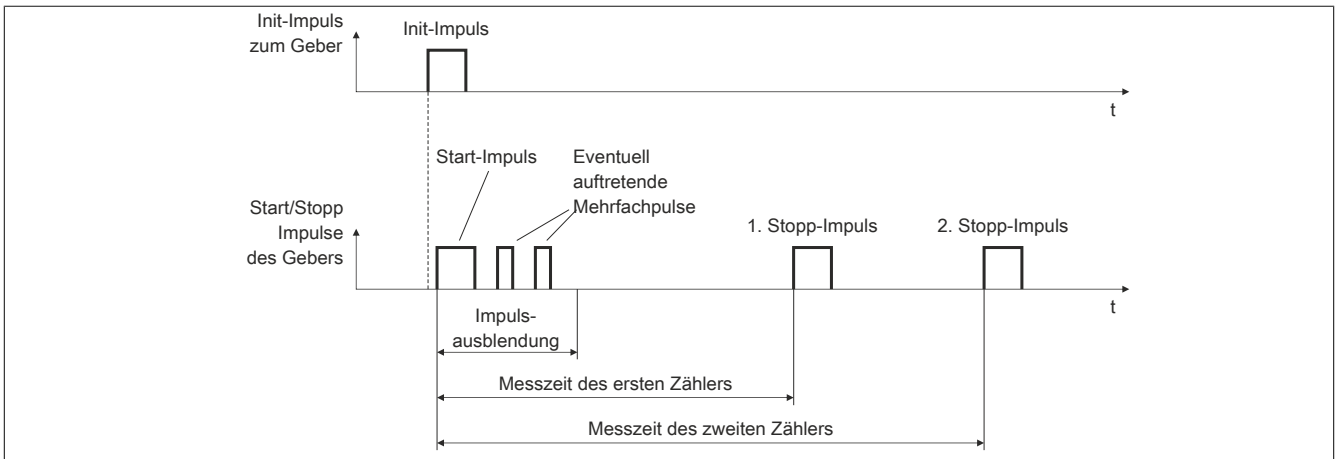 Init-Impuls
zum Geber
Init-Impuls
t
Start-Impuls
Eventuell
auftretende
Mehrfachpulse
Start/Stopp
Impulse
des Gebers
1. Stopp-Impuls
2. Stopp-Impuls
t
Impuls-
ausblendung
Messzeit des ersten Zählers
Messzeit des zweiten Zählers